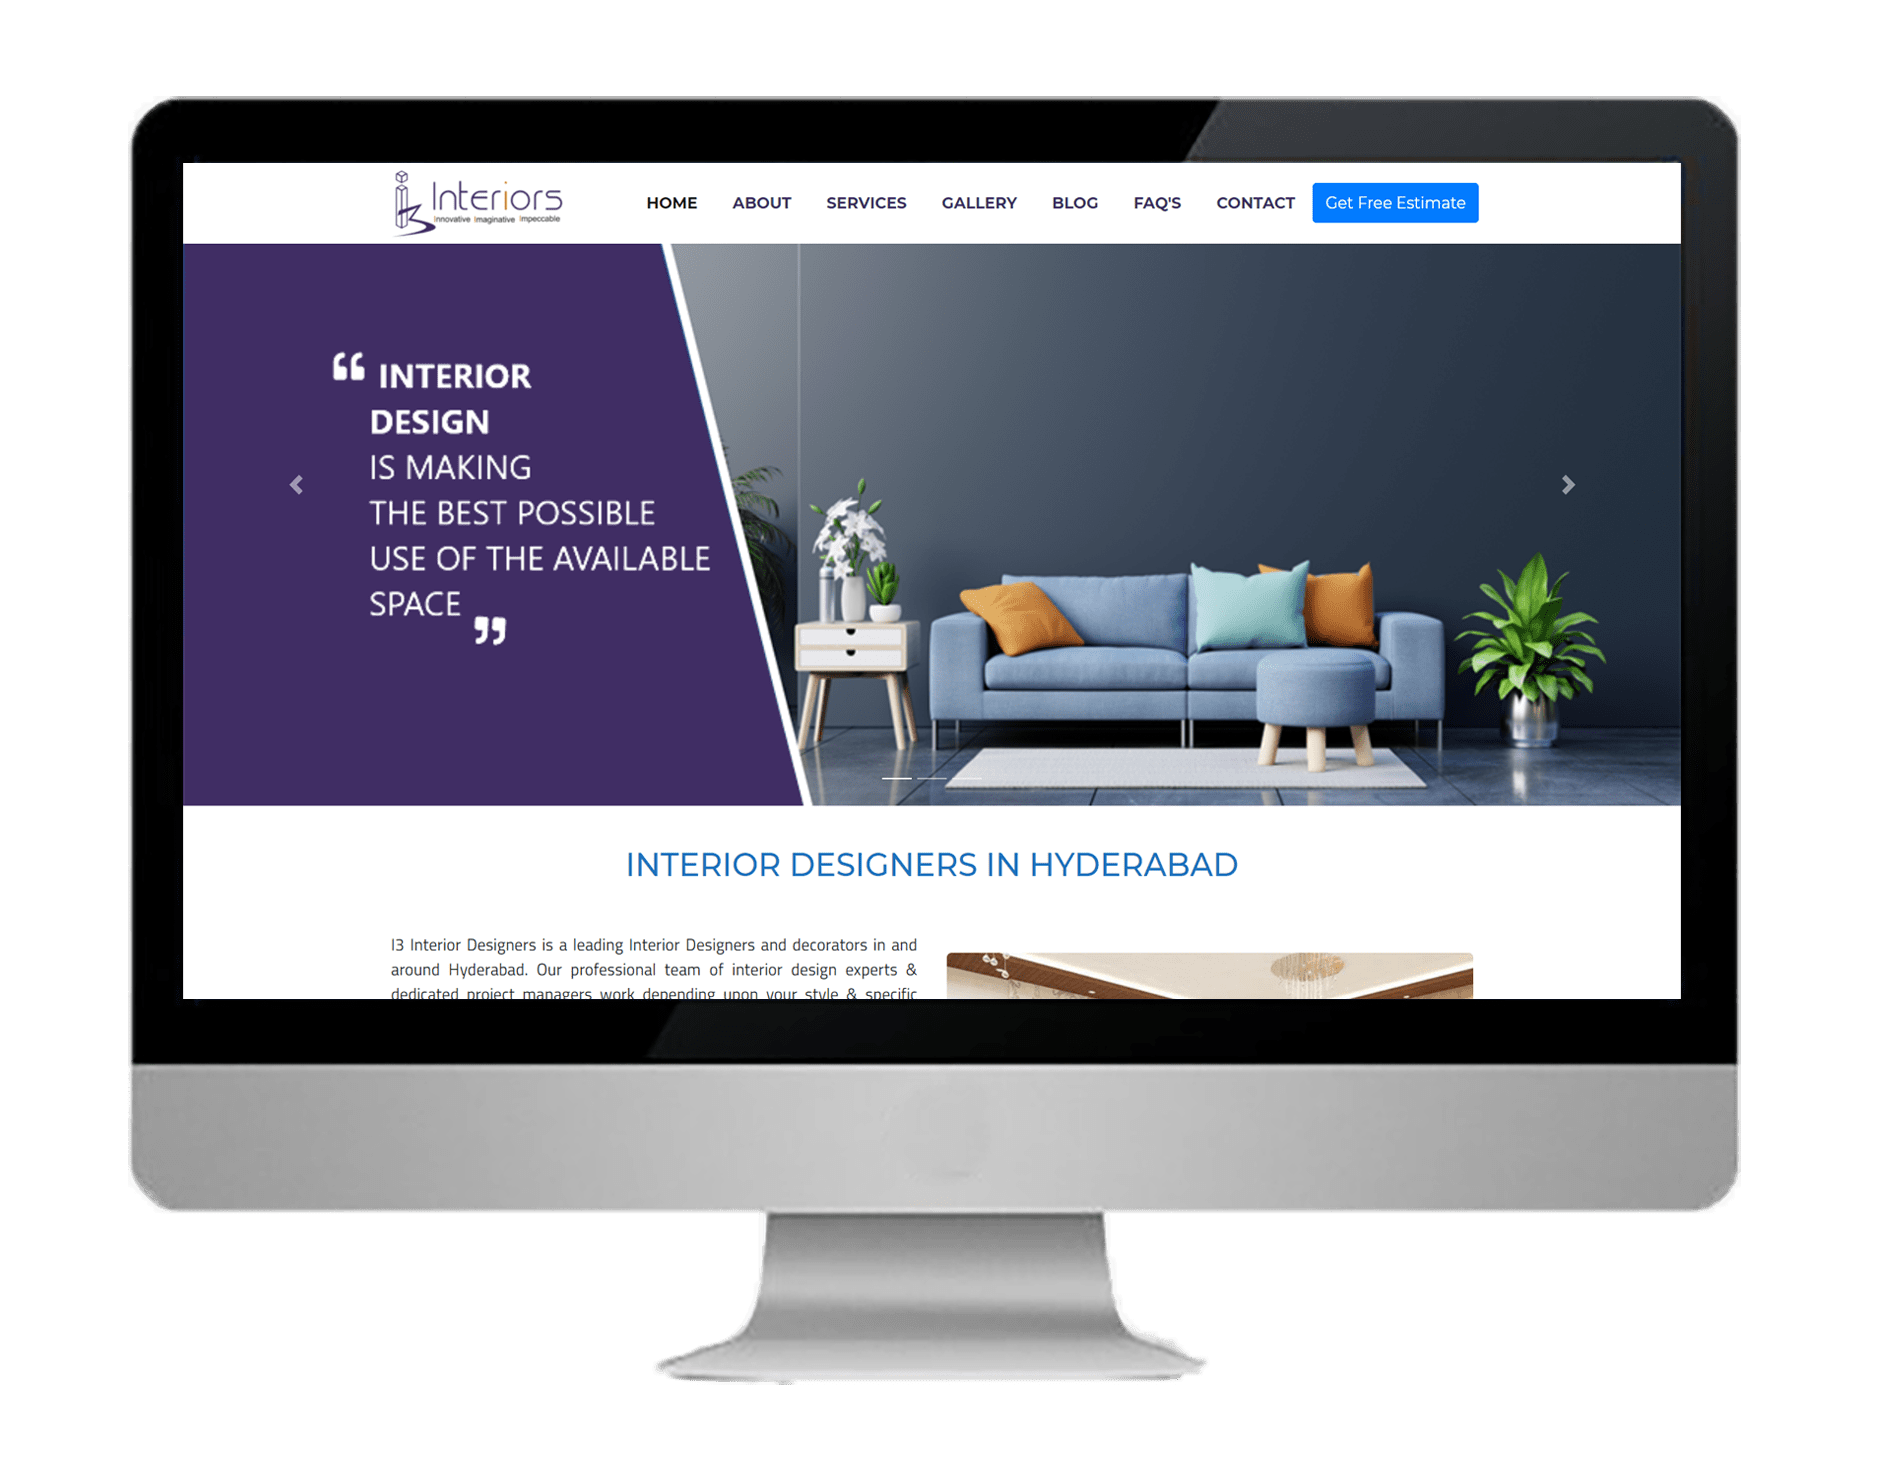 i3 Interiors
Innovative Imaginative Impeccable
HOME ABOUT SERVICES GALLERY BLOG FAQ'S CONTACT Get Free Estimate
“ INTERIOR
DESIGN
IS MAKING
THE BEST POSSIBLE
USE OF THE AVAILABLE
SPACE ”
INTERIOR DESIGNERS IN HYDERABAD
I3 Interior Designers is a leading Interior Designers and decorators in and
around Hyderabad. Our professional team of interior design experts &
dedicated project managers work depending upon your style & specific